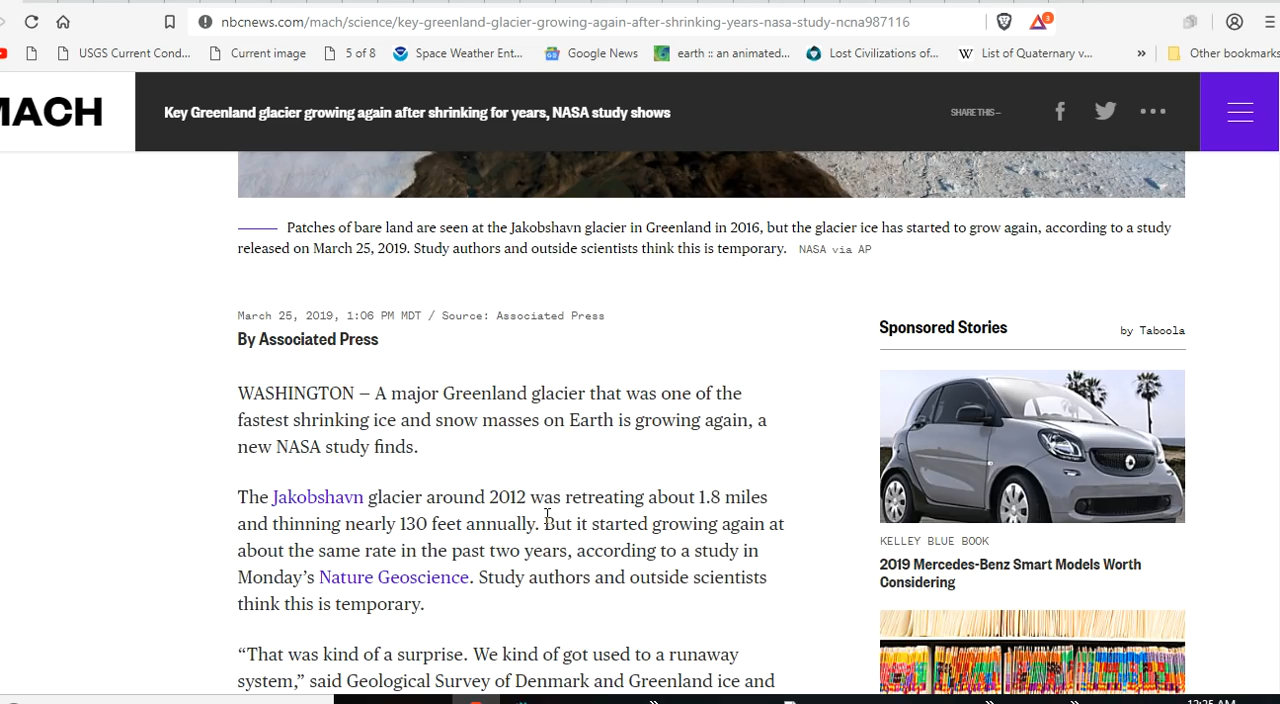 nbcnews.com/mach/science/key-greenland-glacier-growing-again-after-shrinking-years-nasa-study-ncna987116
3
USGS Current Cond...
Current image
5 of 8
Space Weather Ent...
Google News
earth :: an animated...
Lost Civilizations of...
W List of Quaternary v...
»
Other bookmarks
MACH
Key Greenland glacier growing again after shrinking for years, NASA study shows
SHARE THIS —
Patches of bare land are seen at the Jakobshavn glacier in Greenland in 2016, but the glacier ice has started to grow again, according to a study
released on March 25, 2019. Study authors and outside scientists think this is temporary. NASA via AP
March 25, 2019, 1:06 PM MDT / Source: Associated Press
By Associated Press
WASHINGTON — A major Greenland glacier that was one of the
fastest shrinking ice and snow masses on Earth is growing again, a
new NASA study finds.
The Jakobshavn glacier around 2012 was retreating about 1.8 miles
and thinning nearly 130 feet annually. But it started growing again at
about the same rate in the past two years, according to a study in
Monday's Nature Geoscience. Study authors and outside scientists
think this is temporary.
“That was kind of a surprise. We kind of got used to a runaway
system,” said Geological Survey of Denmark and Greenland ice and
Sponsored Stories
by Taboola
KELLEY BLUE BOOK
2019 Mercedes-Benz Smart Models Worth
Considering
12:25 AM